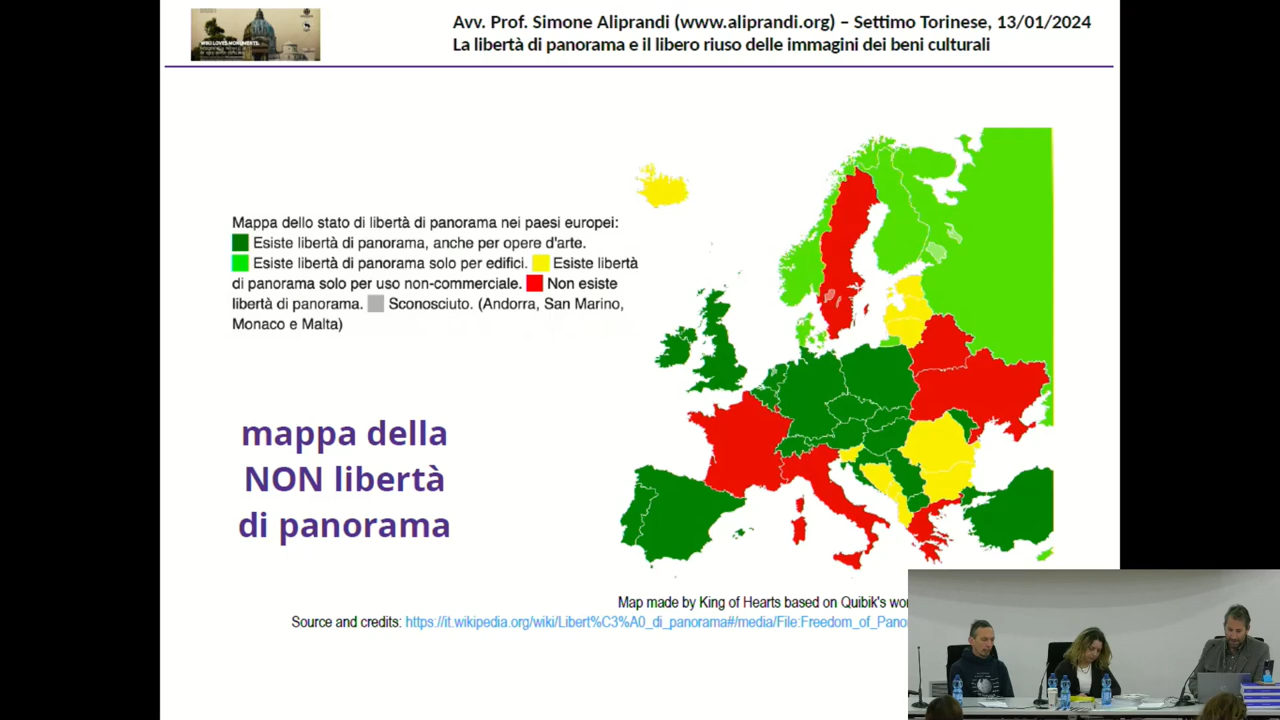 WIKI LOVES MONUMENTS
Avv. Prof. Simone Aliprandi (www.aliprandi.org) – Settimo Torinese, 13/01/2024
La libertà di panorama e il libero riuso delle immagini dei beni culturali
Mappa dello stato di libertà di panorama nei paesi europei:
Esiste libertà di panorama, anche per opere d'arte.
Esiste libertà di panorama solo per edifici. Esiste libertà
di panorama solo per uso non-commerciale. Non esiste
libertà di panorama. Sconosciuto. (Andorra, San Marino,
Monaco e Malta)
mappa della
NON libertà
di panorama
Map made by King of Hearts based on Quibik's wor
Source and credits: https://it.wikipedia.org/wiki/Libert%C3%A0_di_panorama#/media/File:Freedom_of_Pano